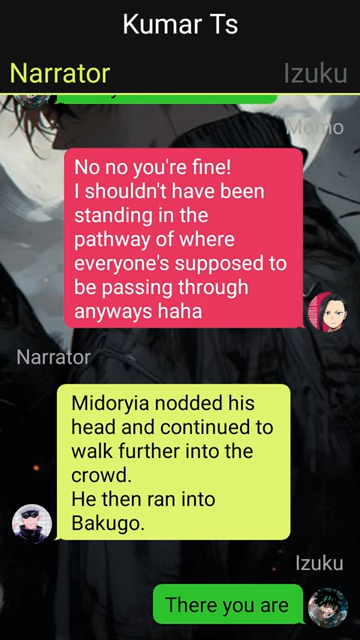 Kumar Ts
Narrator
Izuku
Momo
No no you're fine!
I shouldn't have been
standing in the
pathway of where
everyone's supposed to
be passing through
anyways haha
Narrator
Midoryia nodded his
head and continued to
walk further into the
crowd.
He then ran into
Bakugo.
Izuku
There you are